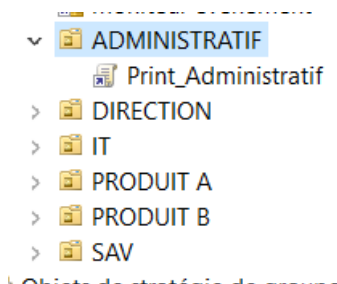 ADMINISTRATIF
Print_Administratif
DIRECTION
IT
PRODUIT A
PRODUIT B
SAV